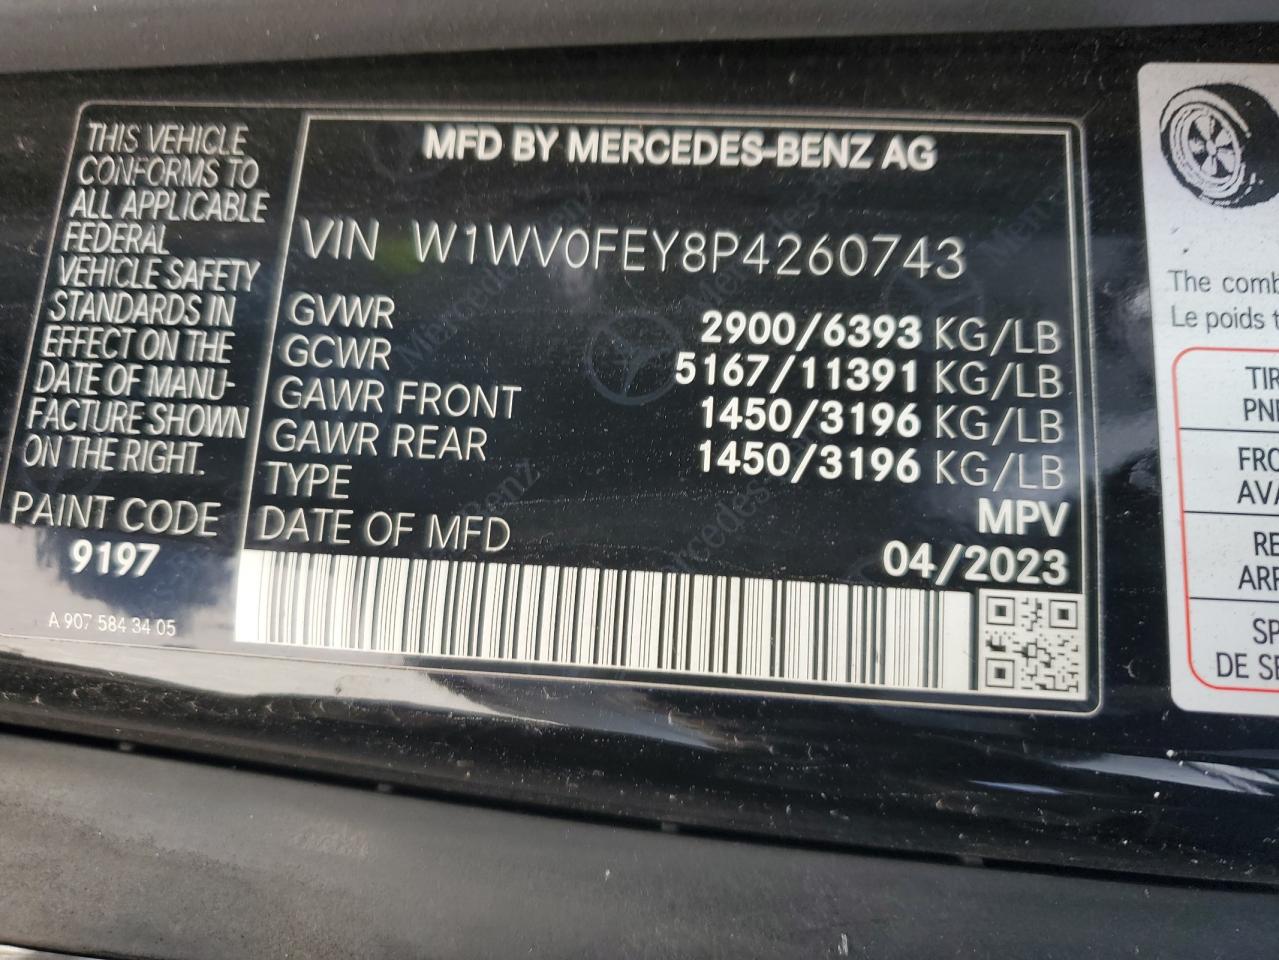 THIS VEHICLE
CONFORMS TO
ALL APPLICABLE
FEDERAL
VEHICLE SAFETY
STANDARDS IN
EFFECT ON THE
DATE OF MANU-
FACTURE SHOWN
ON THE RIGHT.
PAINT CODE
9197
A 907 584 34 05
MFD BY MERCEDES-BENZ AG
VIN W1WV0FEY8P4260743
GVWR 2900/6393 KG/LB
GCWR 5167/11391 KG/LB
GAWR FRONT 1450/3196 KG/LB
GAWR REAR 1450/3196 KG/LB
TYPE MPV
DATE OF MFD 04/2023
The comb
Le poids t
TIR
PNE
FRO
AVA
RE
ARR
SP
DE SE